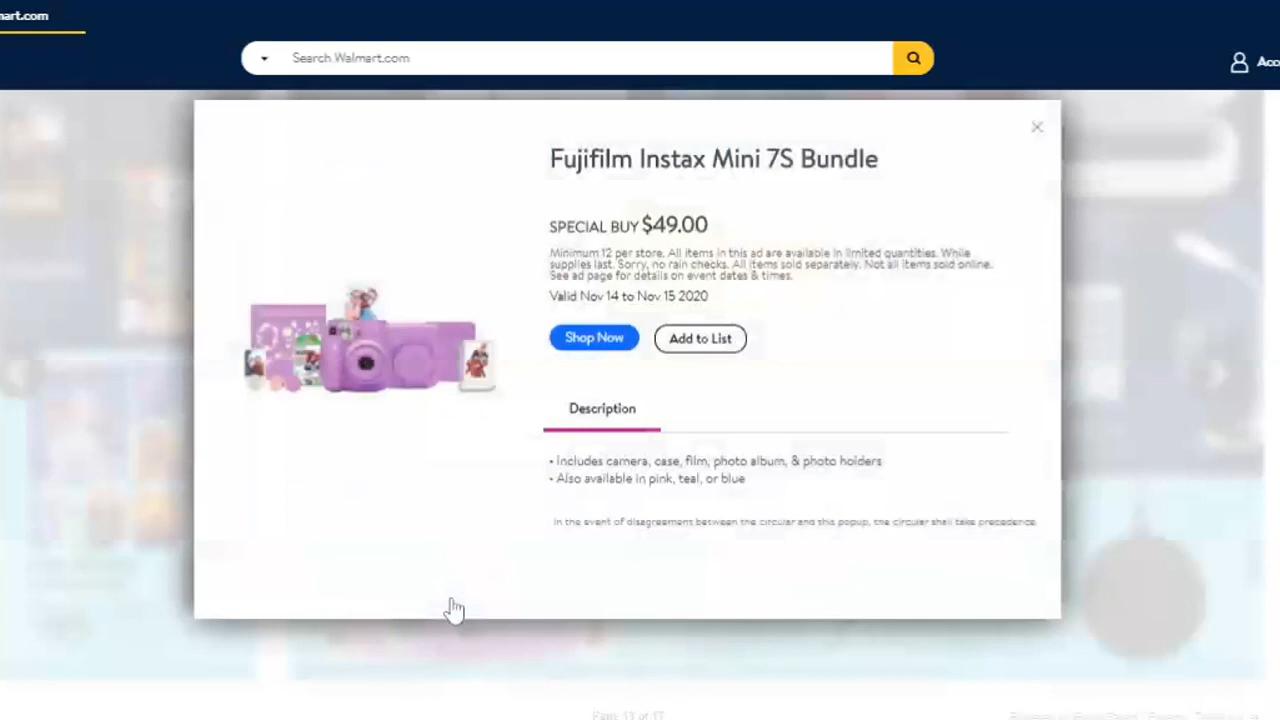 mart.com
Search Walmart.com
Acco
Fujifilm Instax Mini 7S Bundle
SPECIAL BUY $49.00
Minimum 12 per store. All items in this ad are available in limited quantities. While
supplies last. Sorry, no rain checks. All items sold separately. Not all items sold online.
See ad page for details on event dates & times.
Valid Nov 14 to Nov 15 2020
Shop Now
Add to List
Description
• Includes camera, case, film, photo album, & photo holders
• Also available in pink, teal, or blue
In the event of disagreement between the circular and this popup, the circular shall take precedence.
Page 13 of 17